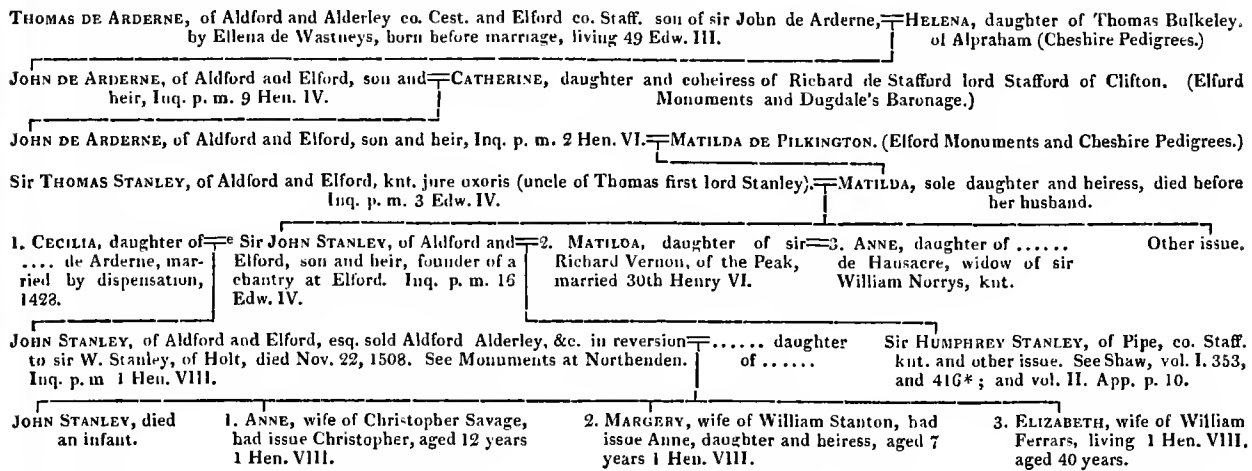 THOMAS DE ARDERNE, of Aldford and Alderley co. Cest. and Elford co. Staff. son of sir John de Arderne,
by Ellena de Wastneys, born before marriage, living 49 Edw. III.
HELENA, daughter of Thomas Bulkeley,
of Alpraham (Cheshire Pedigrees.)
JOHN DE ARDERNE, of Aldford and Elford, son and
heir, Inq. p. m. 9 Hen. IV.
CATHERINE, daughter and coheiress of Richard de Stafford lord Stafford of Clifton. (Elford
Monuments and Dugdale's Baronage.)
JOHN DE ARDERNE, of Aldford and Elford, son and heir, Inq. p. m. 2 Hen. VI.
MATILDA DE PILKINGTON. (Elford Monuments and Cheshire Pedigrees.)
Sir THOMAS STANLEY, of Aldford and Elford, knt. jure uxoris (uncle of Thomas first lord Stanley).
Inq. p. m. 3 Edw. IV.
MATILDA, sole daughter and heiress, died before
her husband.
1. CECILIA, daughter of
.... de Arderne, mar-
ried by dispensation,
1423.
e Sir JOHN STANLEY, of Aldford and
Elford, son and heir, founder of a
chantry at Elford. Inq. p. m. 16
Edw. IV.
2. MATILDA, daughter of sir
Richard Vernon, of the Peak,
married 30th Henry VI.
3. ANNE, daughter of ......
de Hansacre, widow of sir
William Norrys, knt.
Other issue.
JOHN STANLEY, of Aldford and Elford, esq. sold Aldford Alderley, &c. in reversion
to sir W. Stanley, of Holt, died Nov. 22, 1508. See Monuments at Northenden.
Inq. p. m 1 Hen. VIII.
...... daughter
of ......
Sir HUMPHREY STANLEY, of Pipe, co. Staff.
knt. and other issue. See Shaw, vol. I. 353,
and 416*; and vol. II. App. p. 10.
JOHN STANLEY, died
an infant.
1. ANNE, wife of Christopher Savage,
had issue Christopher, aged 12 years
1 Hen. VIII.
2. MARGERY, wife of William Stanton, had
issue Anne, daughter and heiress, aged 7
years 1 Hen. VIII.
3. ELIZABETH, wife of William
Ferrars, living 1 Hen. VIII.
aged 40 years.